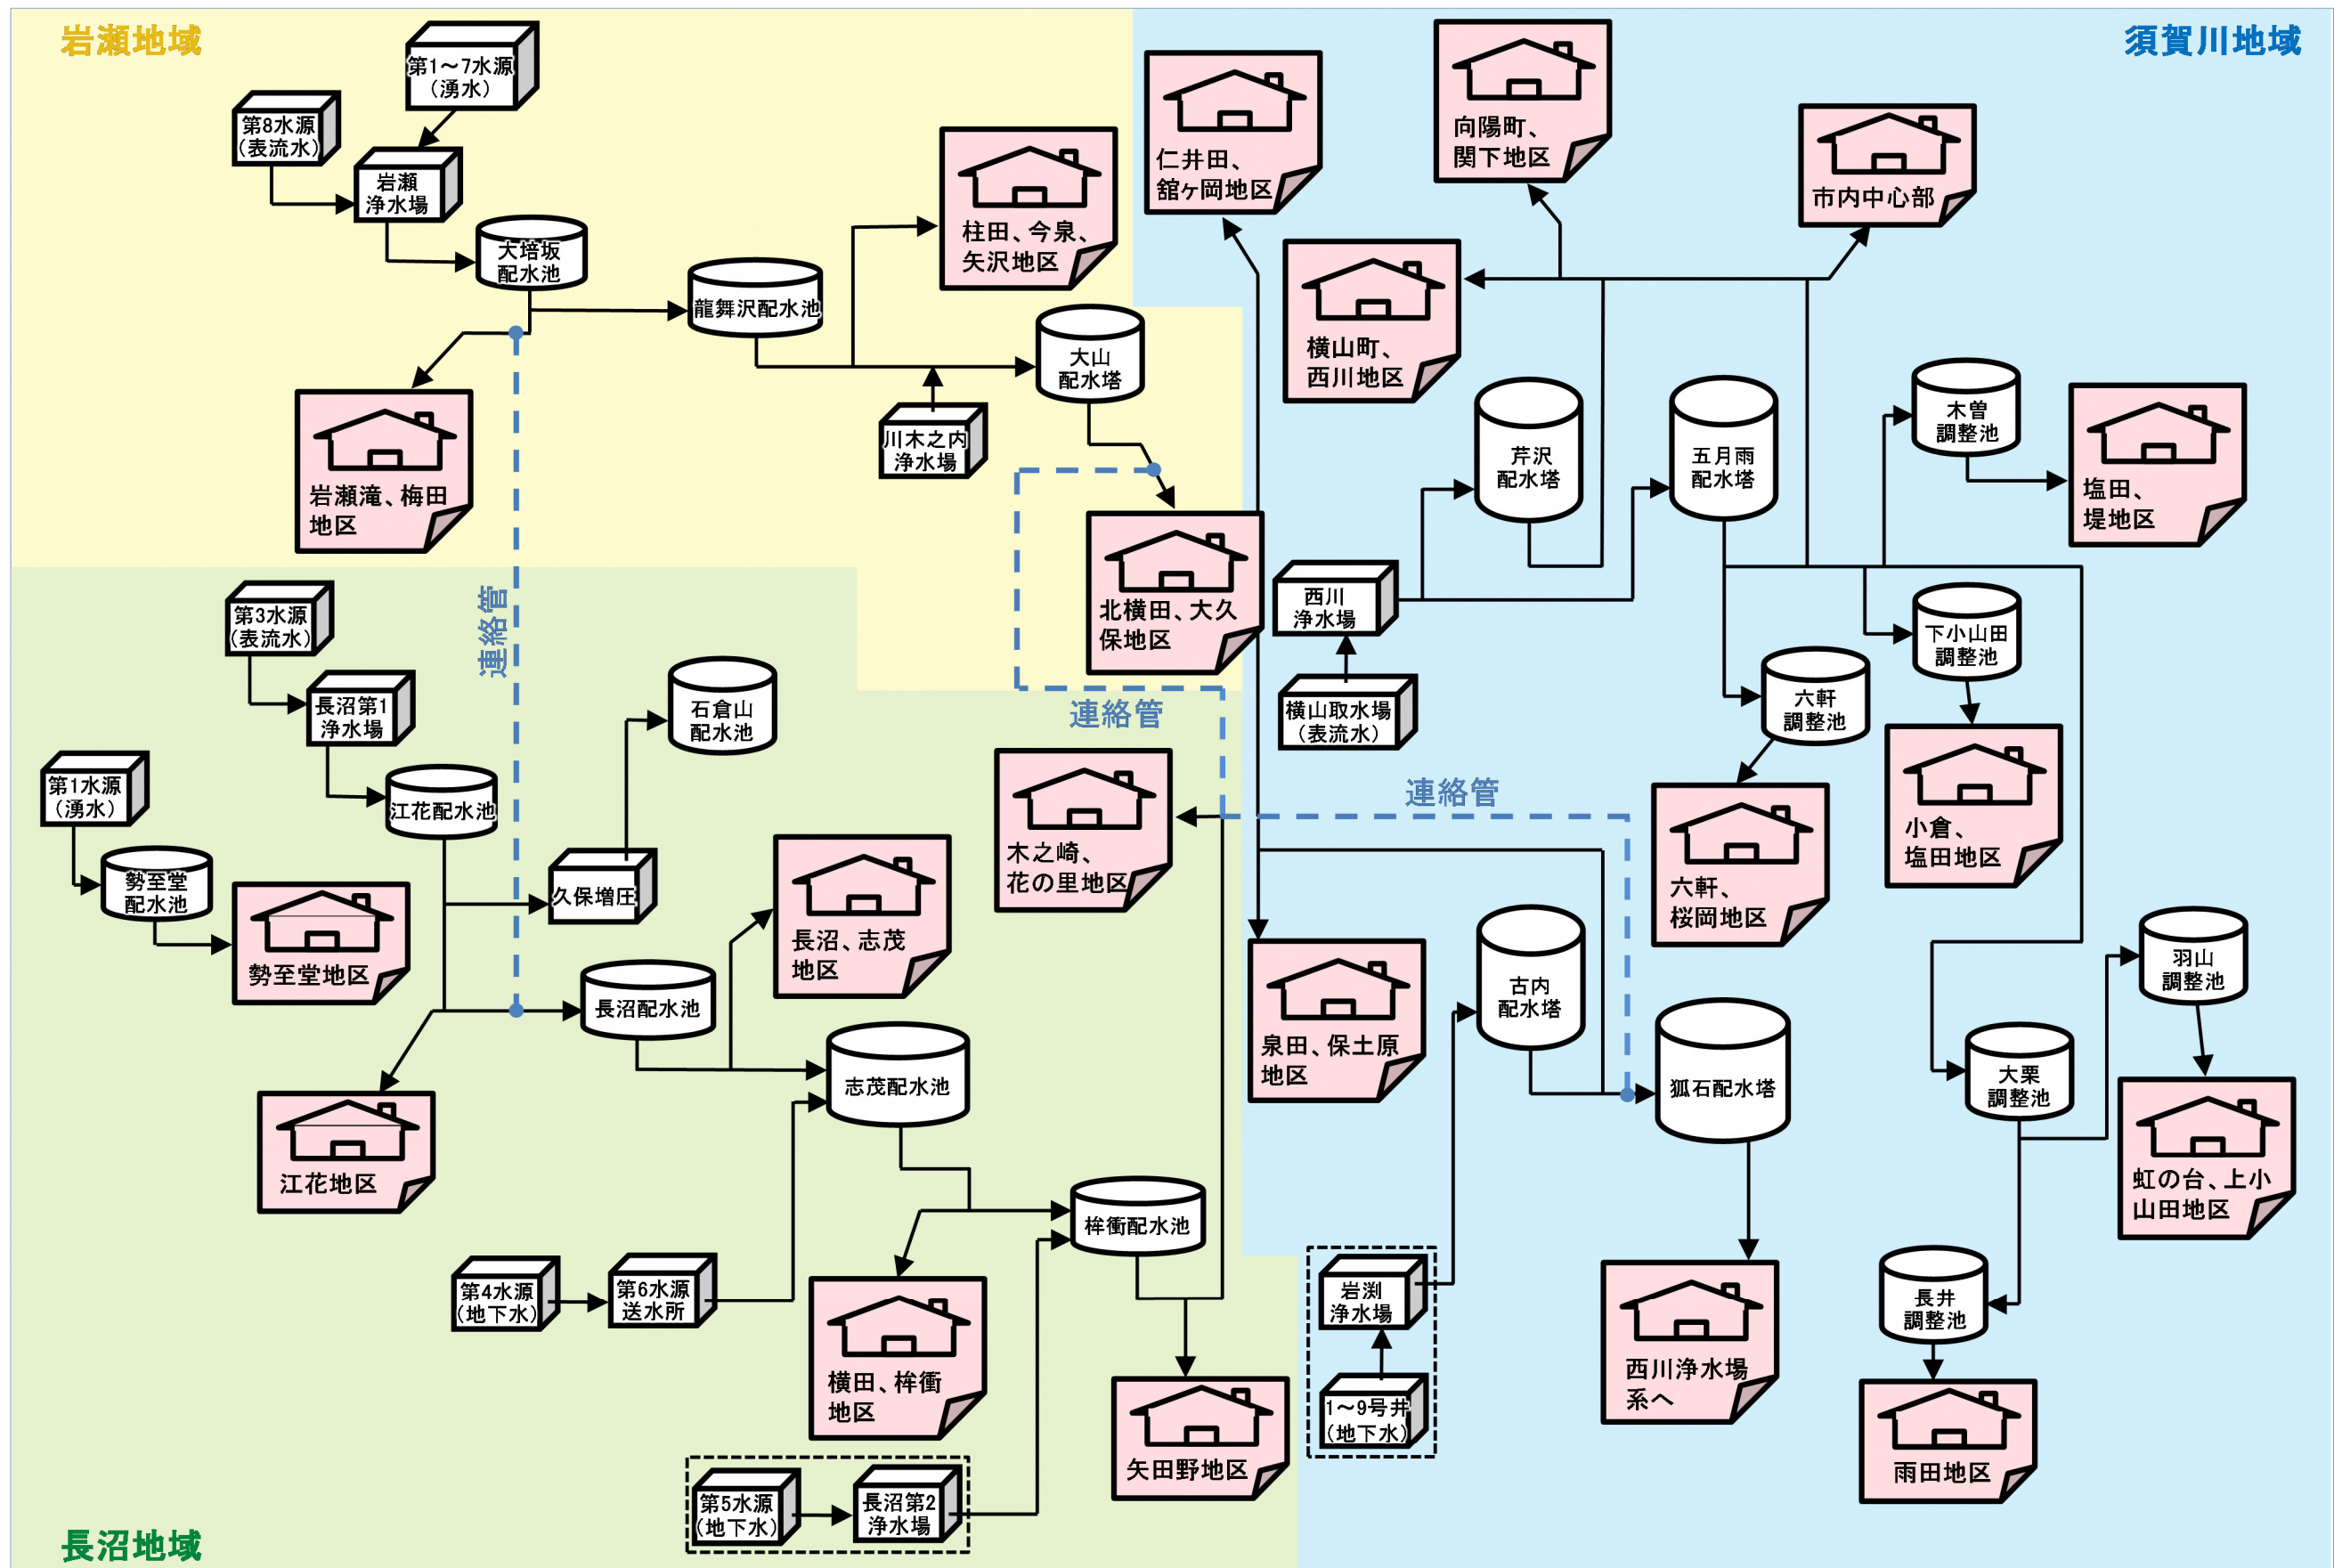 岩瀬地域
第1～7水源
（湧水）
第8水源
（表流水）
岩瀬
浄水場
大培坂
配水池
龍舞沢配水池
柱田、今泉、
矢沢地区
大山
配水塔
川木之内
浄水場
岩瀬滝、梅田
地区
北横田、大久
保地区
連絡管
須賀川地域
仁井田、
舘ヶ岡地区
向陽町、
関下地区
市内中心部
横山町、
西川地区
芹沢
配水塔
五月雨
配水塔
木曽
調整池
塩田、
堤地区
西川
浄水場
横山取水場
（表流水）
下小山田
調整池
六軒
調整池
小倉、
塩田地区
六軒、
桜岡地区
連絡管
連絡管
泉田、保土原
地区
古内
配水塔
狐石配水塔
羽山
調整池
大栗
調整池
虹の台、上小
山田地区
長井
調整池
雨田地区
岩渕
浄水場
1～9号井
（地下水）
西川浄水場
系へ
第3水源
（表流水）
長沼第1
浄水場
第1水源
（湧水）
江花配水池
勢至堂
配水池
勢至堂地区
石倉山
配水池
久保増圧
長沼、志茂
地区
木之崎、
花の里地区
長沼配水池
志茂配水池
江花地区
桙衝配水池
第4水源
（地下水）
第6水源
送水所
横田、桙衝
地区
矢田野地区
第5水源
（地下水）
長沼第2
浄水場
長沼地域